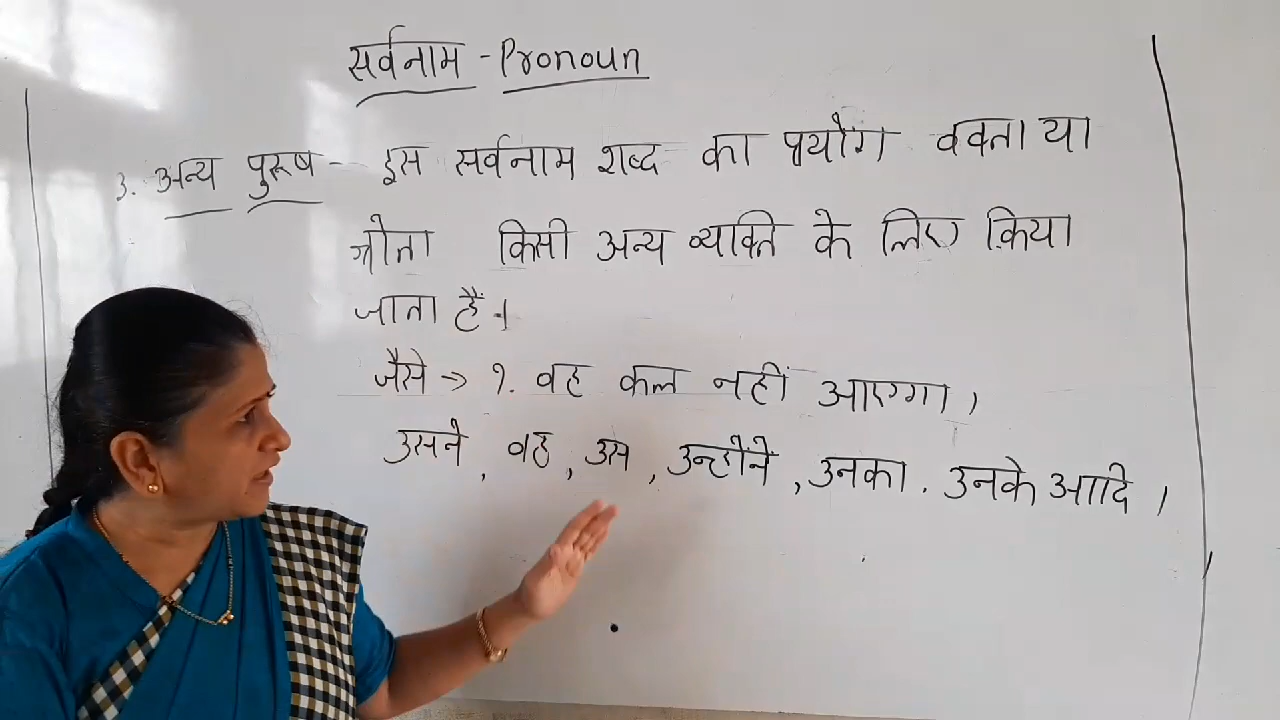 सर्वनाम - Pronoun
3. अन्य पुरूष - इस सर्वनाम शब्द का प्रयोग वक्ता या
श्रोता किसी अन्य व्यक्ति के लिए किया
जाता हैं ।
जैसे → १. वह कल नहीं आएगा ।
उसने , वह , उस , उन्होंने , उनका . उनके आदि ।